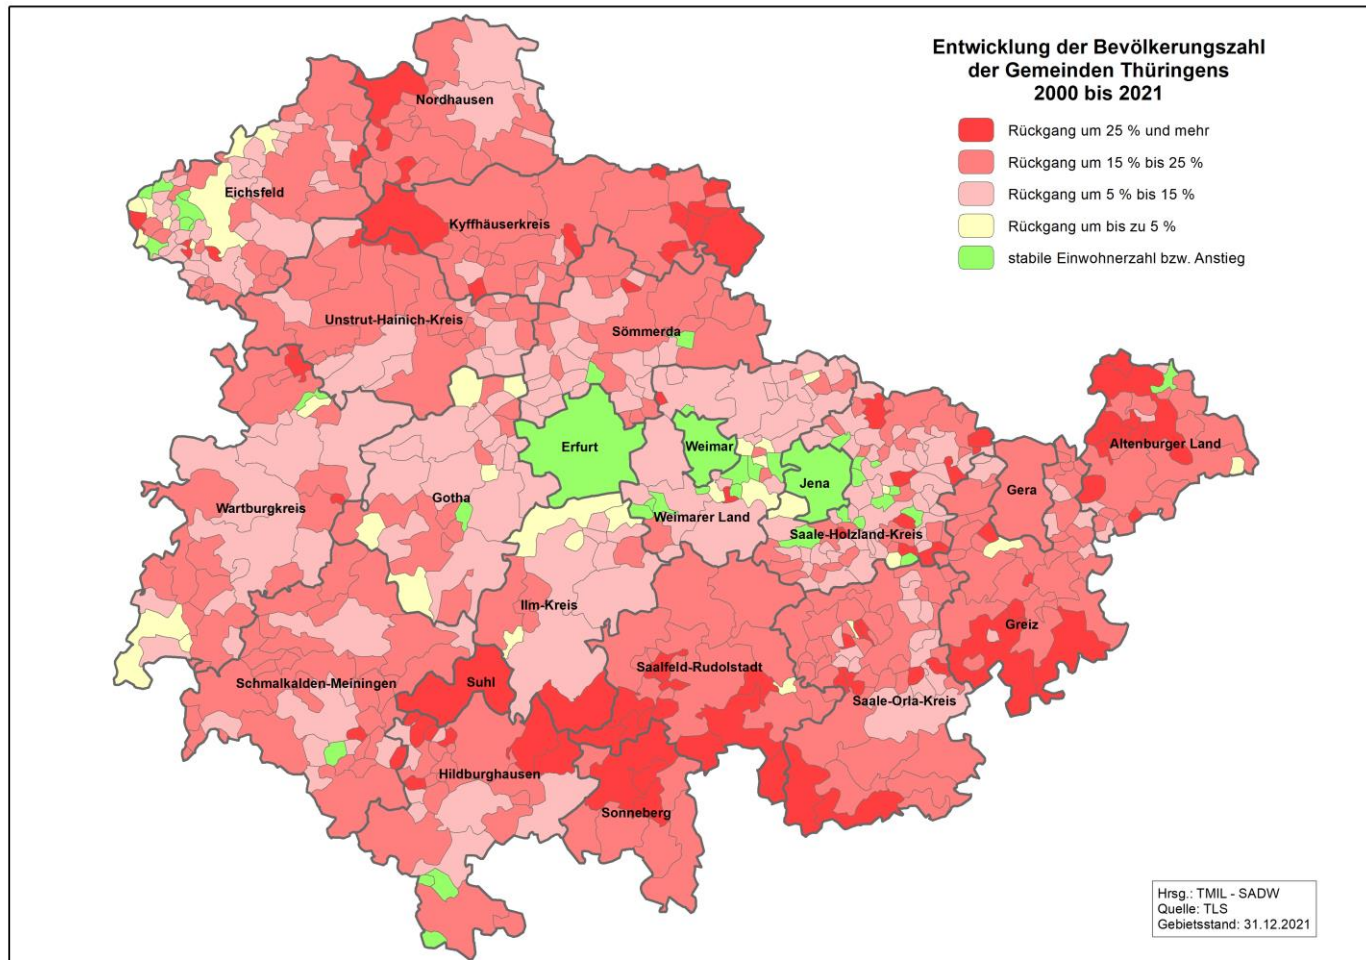 Entwicklung der Bevölkerungszahl
der Gemeinden Thüringens
2000 bis 2021
Rückgang um 25 % und mehr
Rückgang um 15 % bis 25 %
Rückgang um 5 % bis 15 %
Rückgang um bis zu 5 %
stabile Einwohnerzahl bzw. Anstieg
Nordhausen
Eichsfeld
Kyffhäuserkreis
Unstrut-Hainich-Kreis
Sömmerda
Erfurt
Weimar
Jena
Altenburger Land
Gera
Wartburgkreis
Gotha
Weimarer Land
Saale-Holzland-Kreis
Ilm-Kreis
Greiz
Saalfeld-Rudolstadt
Schmalkalden-Meiningen
Suhl
Saale-Orla-Kreis
Hildburghausen
Sonneberg
Hrsg.: TMIL - SADW
Quelle: TLS
Gebietsstand: 31.12.2021